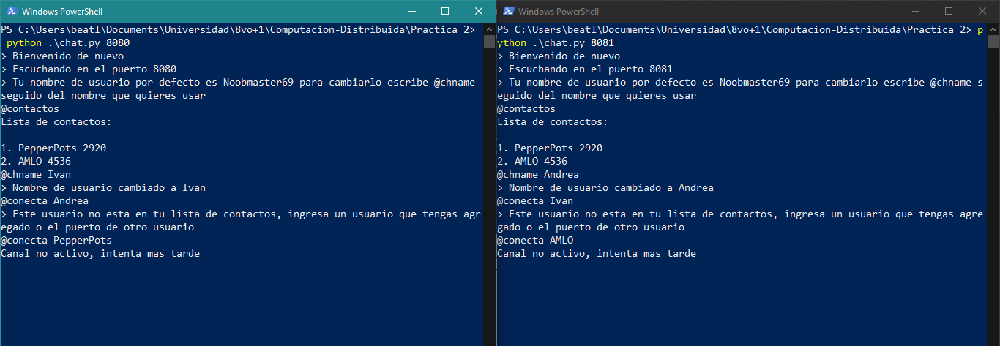 Windows PowerShell
PS C:\Users\beatl\Documents\Universidad\8vo+1\Computacion-Distribuida\Practica 2>
python .\chat.py 8080
> Bienvenido de nuevo
> Escuchando en el puerto 8080
> Tu nombre de usuario por defecto es Noobmaster69 para cambiarlo escribe @chname
seguido del nombre que quieres usar
@contactos
Lista de contactos:
1. PepperPots 2920
2. AMLO 4536
@chname Ivan
> Nombre de usuario cambiado a Ivan
@conecta Andrea
> Este usuario no esta en tu lista de contactos, ingresa un usuario que tengas agr
egado o el puerto de otro usuario
@conecta PepperPots
Canal no activo, intenta mas tarde
Windows PowerShell
PS C:\Users\beatl\Documents\Universidad\8vo+1\Computacion-Distribuida\Practica 2> p
ython .\chat.py 8081
> Bienvenido de nuevo
> Escuchando en el puerto 8081
> Tu nombre de usuario por defecto es Noobmaster69 para cambiarlo escribe @chname s
eguido del nombre que quieres usar
@contactos
Lista de contactos:
1. PepperPots 2920
2. AMLO 4536
@chname Andrea
> Nombre de usuario cambiado a Andrea
@conecta Ivan
> Este usuario no esta en tu lista de contactos, ingresa un usuario que tengas agre
gado o el puerto de otro usuario
@conecta AMLO
Canal no activo, intenta mas tarde